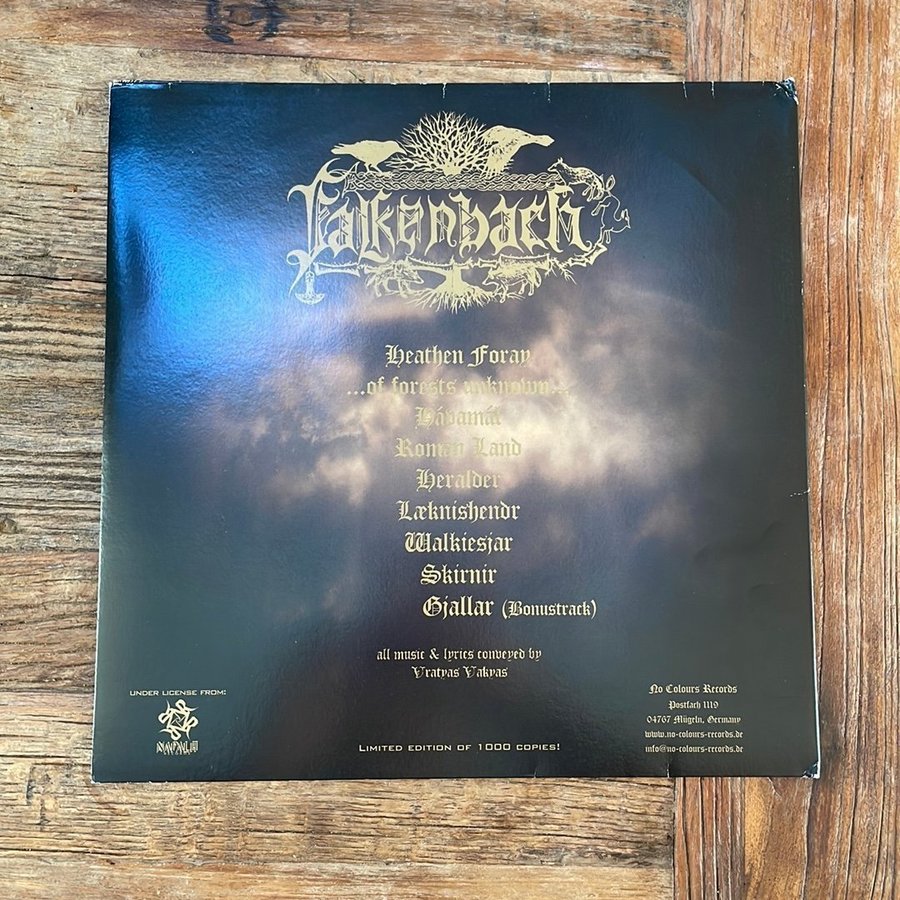 Falkenbach
Heathen Foray
...of forests unknown...
Hávamál
Roman Land
Heralder
Læknishendr
Walkiesjar
Skirnir
Gjallar (Bonustrack)
all music & lyrics conveyed by
Vratyas Vakyas
UNDER LICENSE FROM:
NAPALM
LIMITED EDITION OF 1000 COPIES!
No Colours Records
Postfach 1119
04767 Mügeln, Germany
www.no-colours-records.de
info@no-colours-records.de